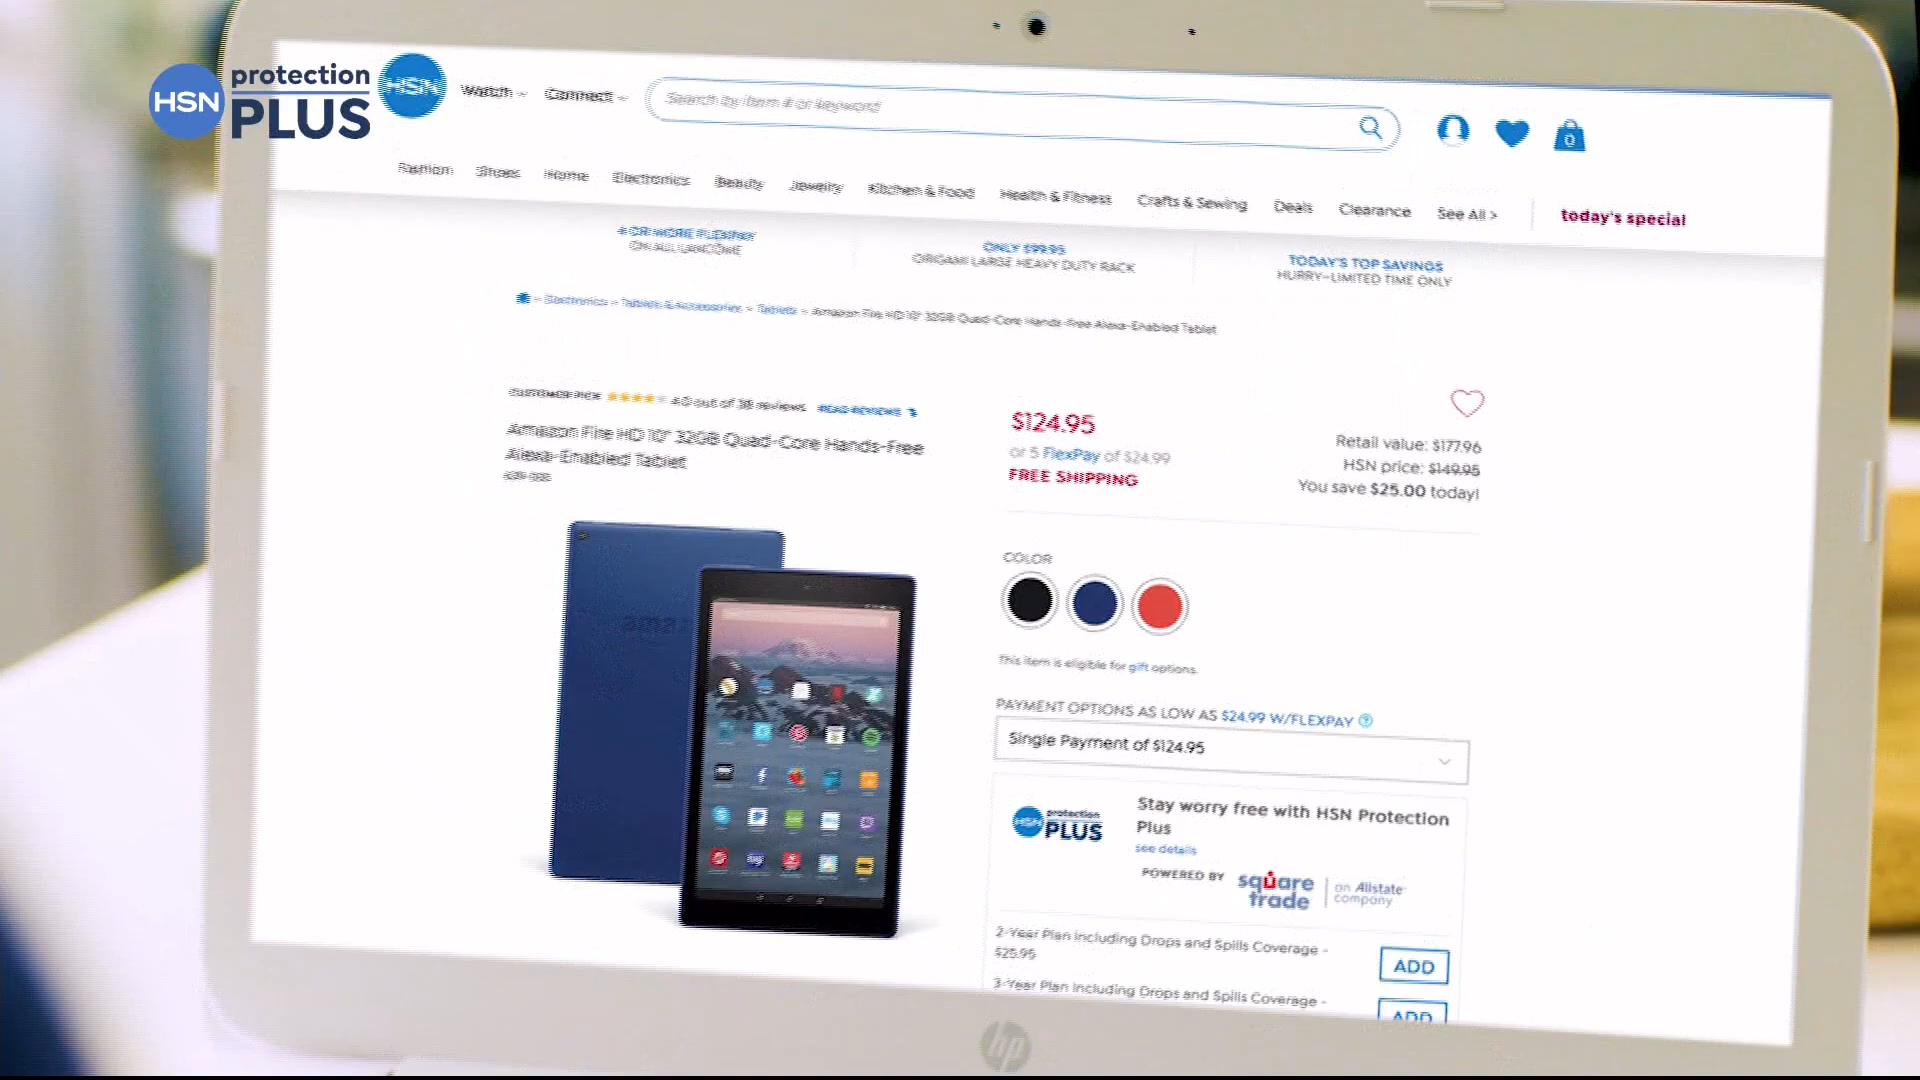 HSN protection PLUS
HSN
Watch
Connect
Search by item # or keyword
0
Fashion
Shoes
Home
Electronics
Beauty
Jewelry
Kitchen & Food
Health & Fitness
Crafts & Sewing
Deals
Clearance
See All >
today's special
4 OR MORE FLEXPAY
ON ALL LANCÔME
ONLY $99.95
ORIGAMI LARGE HEAVY DUTY RACK
TODAY'S TOP SAVINGS
HURRY-LIMITED TIME ONLY
> Electronics > Tablets & Accessories > Tablets > Amazon Fire HD 10" 32GB Quad-Core Hands-Free Alexa-Enabled Tablet
CUSTOMER PICK
4.0 out of 38 reviews
READ REVIEWS
Amazon Fire HD 10" 32GB Quad-Core Hands-Free
Alexa-Enabled Tablet
$124.95
or 5 FlexPay of $24.99
FREE SHIPPING
Retail value: $177.96
HSN price: $149.95
You save $25.00 today!
COLOR
This item is eligible for gift options.
PAYMENT OPTIONS AS LOW AS $24.99 W/FLEXPAY ?
Single Payment of $124.95
HSN protection PLUS
Stay worry free with HSN Protection
Plus
see details
POWERED BY
square trade
an Allstate company
2-Year Plan Including Drops and Spills Coverage -
$25.95
ADD
3-Year Plan Including Drops and Spills Coverage -
ADD
hp